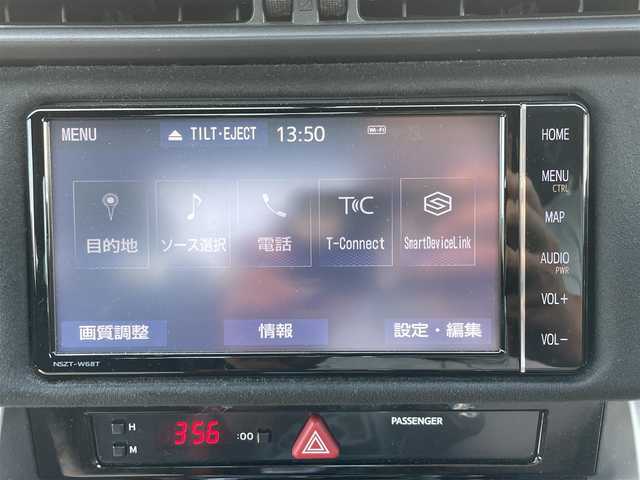 MENU ⏏ TILT·EJECT 13:50 Wi-Fi
目的地 ソース選択 電話 T-Connect SmartDeviceLink
画質調整 情報 設定・編集
NSZT-W68T
HOME
MENU
CTRL
MAP
AUDIO
PWR
VOL+
VOL-
H
M
3:56 :00
PASSENGER